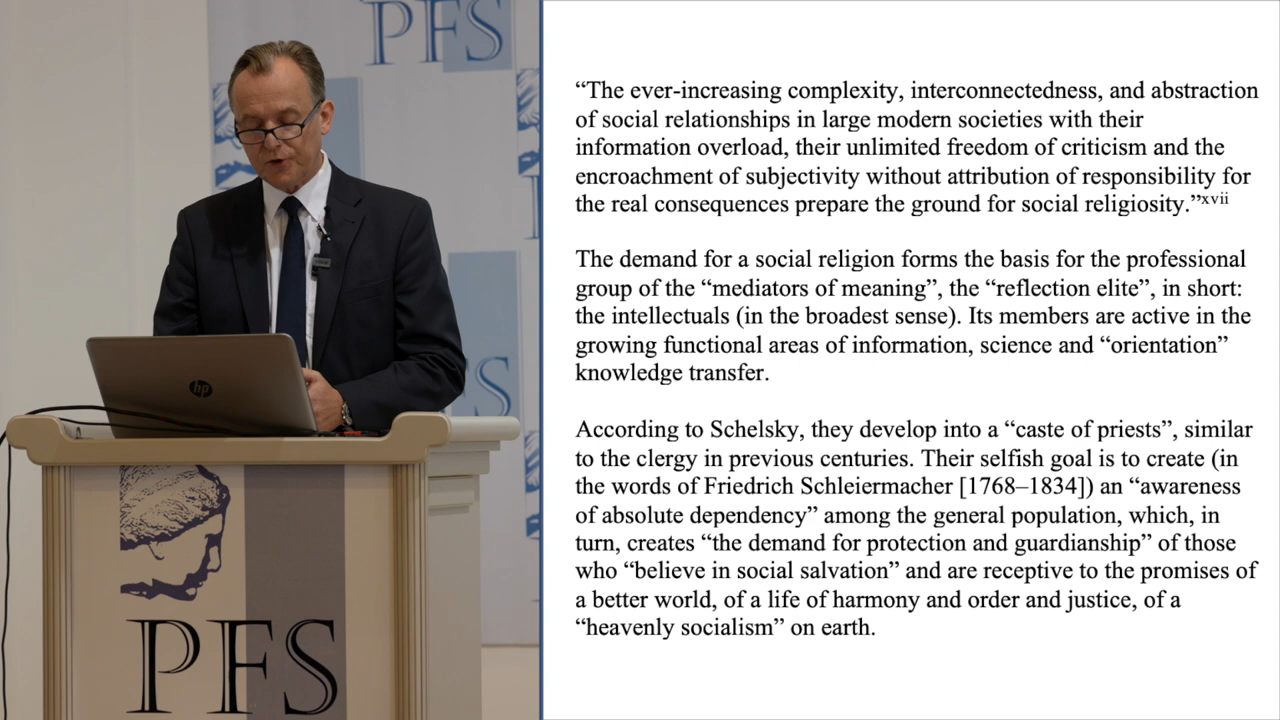 PFS
hp
PFS
“The ever-increasing complexity, interconnectedness, and abstraction
of social relationships in large modern societies with their
information overload, their unlimited freedom of criticism and the
encroachment of subjectivity without attribution of responsibility for
the real consequences prepare the ground for social religiosity.”xvii
The demand for a social religion forms the basis for the professional
group of the “mediators of meaning”, the “reflection elite”, in short:
the intellectuals (in the broadest sense). Its members are active in the
growing functional areas of information, science and “orientation”
knowledge transfer.
According to Schelsky, they develop into a “caste of priests”, similar
to the clergy in previous centuries. Their selfish goal is to create (in
the words of Friedrich Schleiermacher [1768–1834]) an “awareness
of absolute dependency” among the general population, which, in
turn, creates “the demand for protection and guardianship” of those
who “believe in social salvation” and are receptive to the promises of
a better world, of a life of harmony and order and justice, of a
“heavenly socialism” on earth.